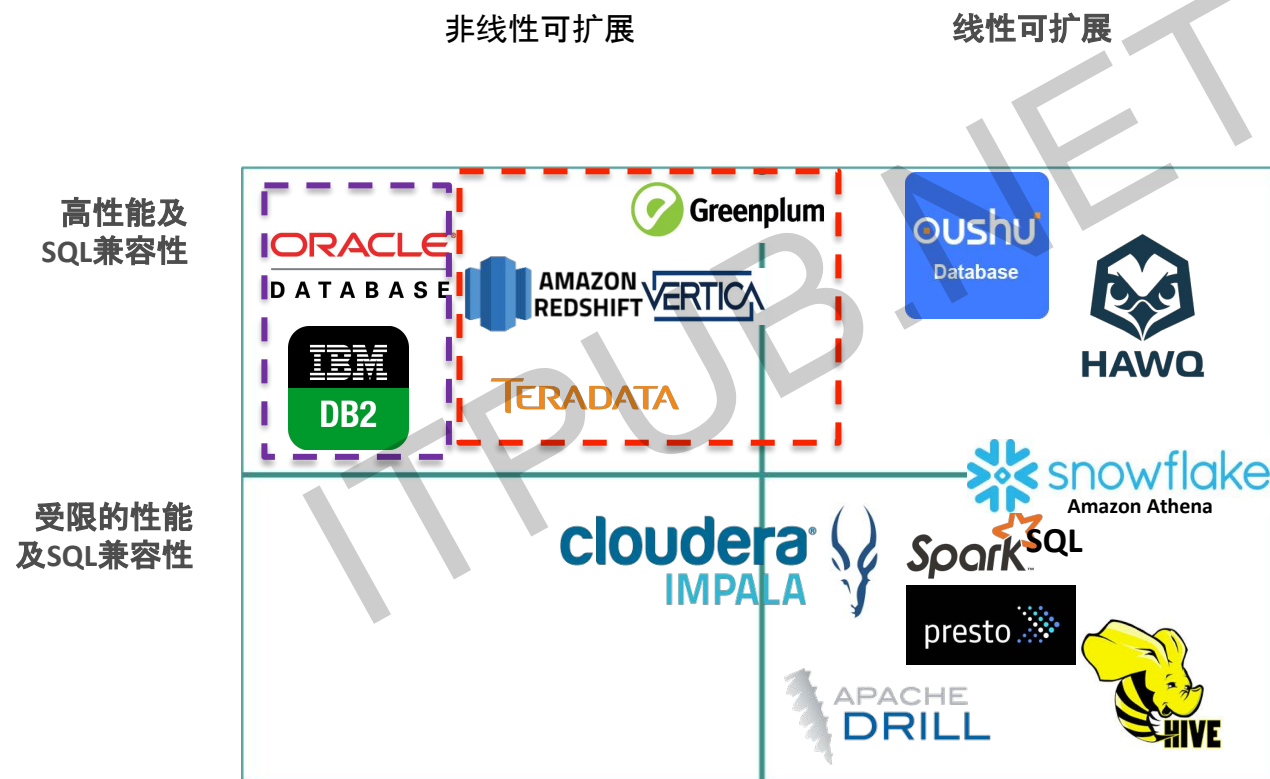 非线性可扩展
线性可扩展
高性能及
SQL兼容性
ORACLE®
DATABASE
IBM
DB2
Greenplum
AMAZON
REDSHIFT
VERTICA
TERADATA
oushu
Database
HAWQ
受限的性能
及SQL兼容性
cloudera®
IMPALA
snowflake
Amazon Athena
Spark™
SQL
presto
APACHE
DRILL
HIVE
ITPUB.NET